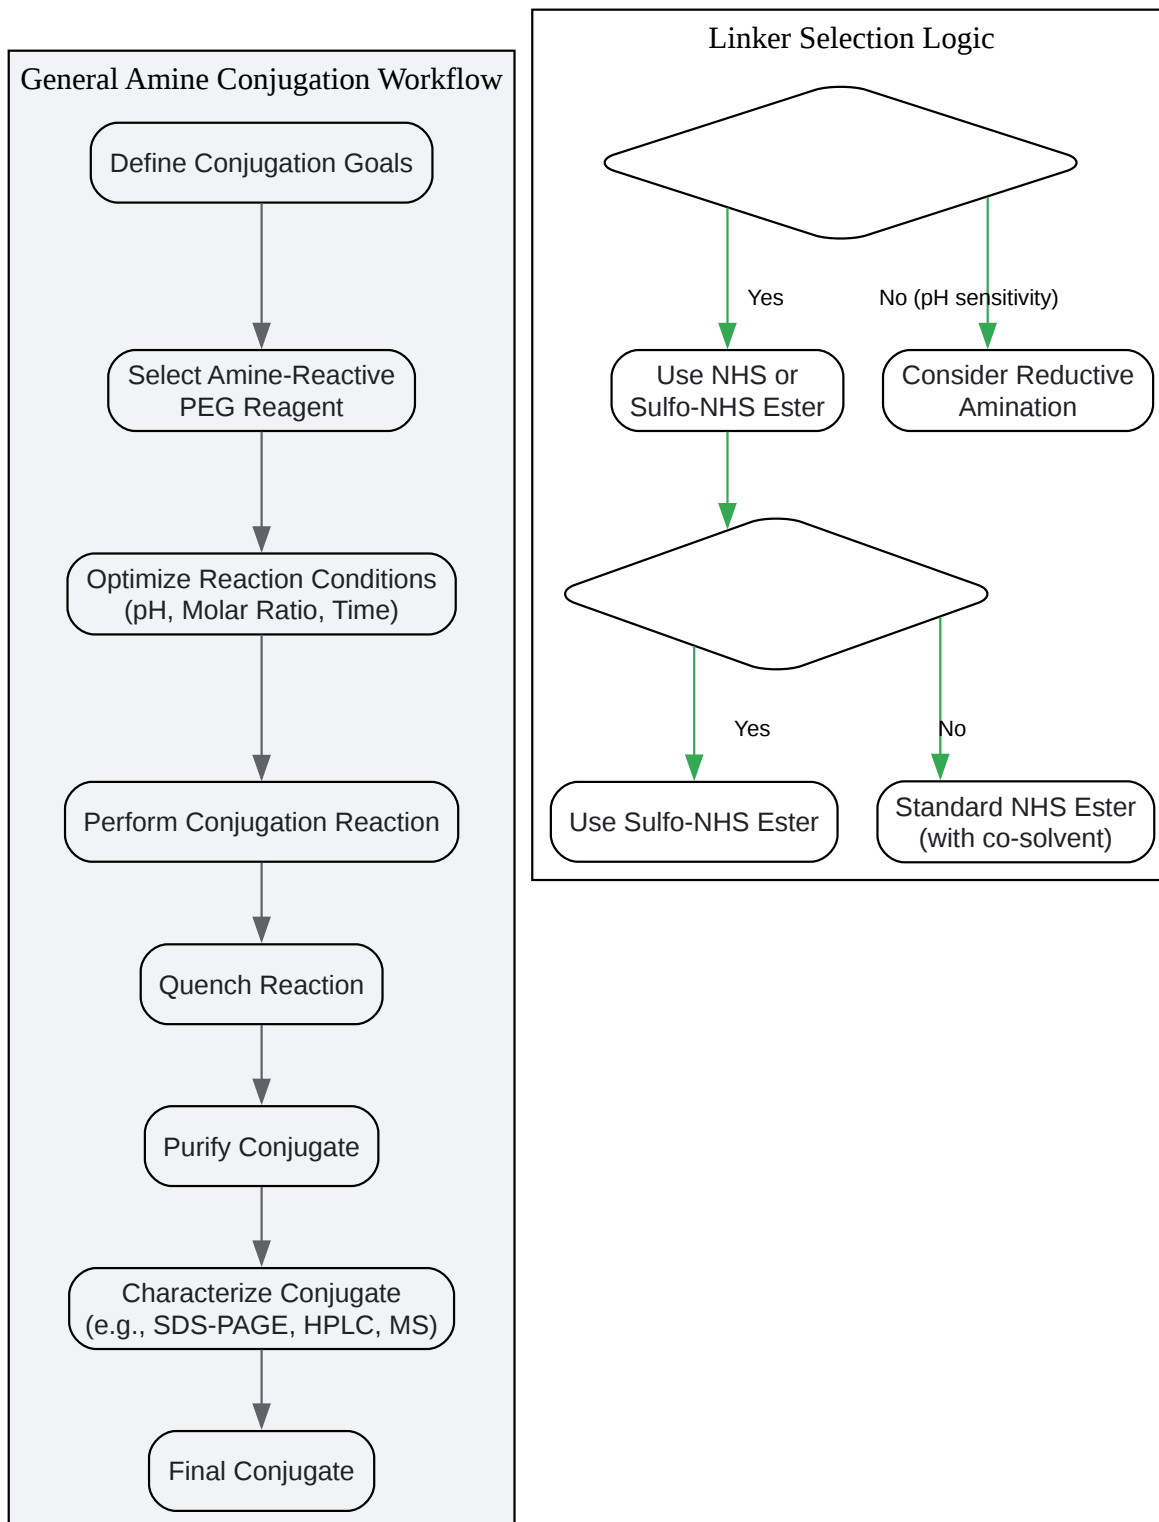 General Amine Conjugation Workflow
Define Conjugation Goals
Select Amine-Reactive
PEG Reagent
Optimize Reaction Conditions
(pH, Molar Ratio, Time)
Perform Conjugation Reaction
Quench Reaction
Purify Conjugate
Characterize Conjugate
(e.g., SDS-PAGE, HPLC, MS)
Final Conjugate
Linker Selection Logic
Yes
No (pH sensitivity)
Use NHS or
Sulfo-NHS Ester
Consider Reductive
Amination
Yes
No
Use Sulfo-NHS Ester
Standard NHS Ester
(with co-solvent)